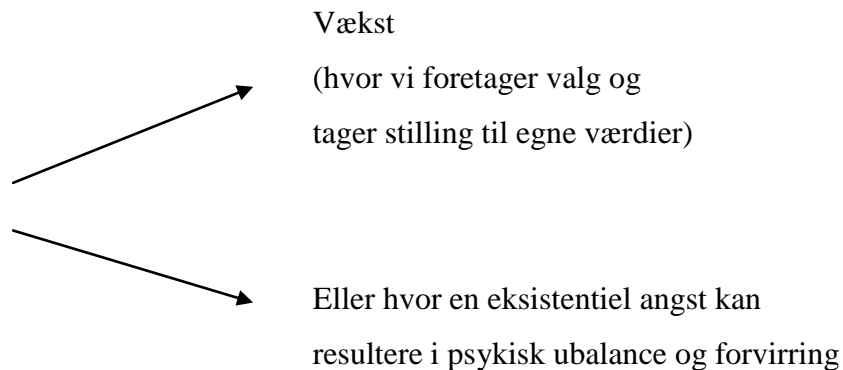 Vækst
(hvor vi foretager valg og
tager stilling til egne værdier)
Eller hvor en eksistentiel angst kan
resultere i psykisk ubalance og forvirring